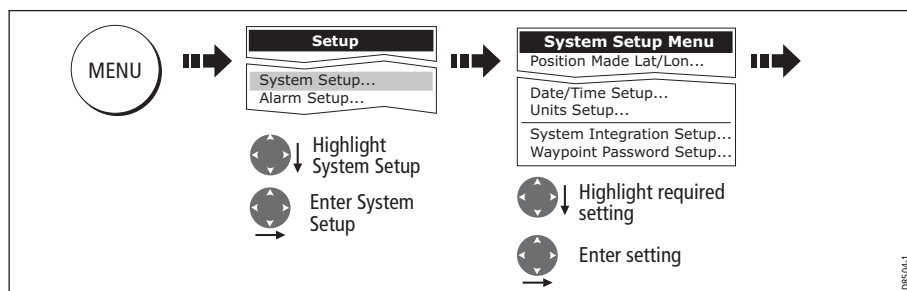 MENU
Setup
System Setup...
Alarm Setup...
Highlight
System Setup
Enter System
Setup
System Setup Menu
Position Made Lat/Lon...
Date/Time Setup...
Units Setup...
System Integration Setup...
Waypoint Password Setup...
Highlight required
setting
Enter setting
D8504-1